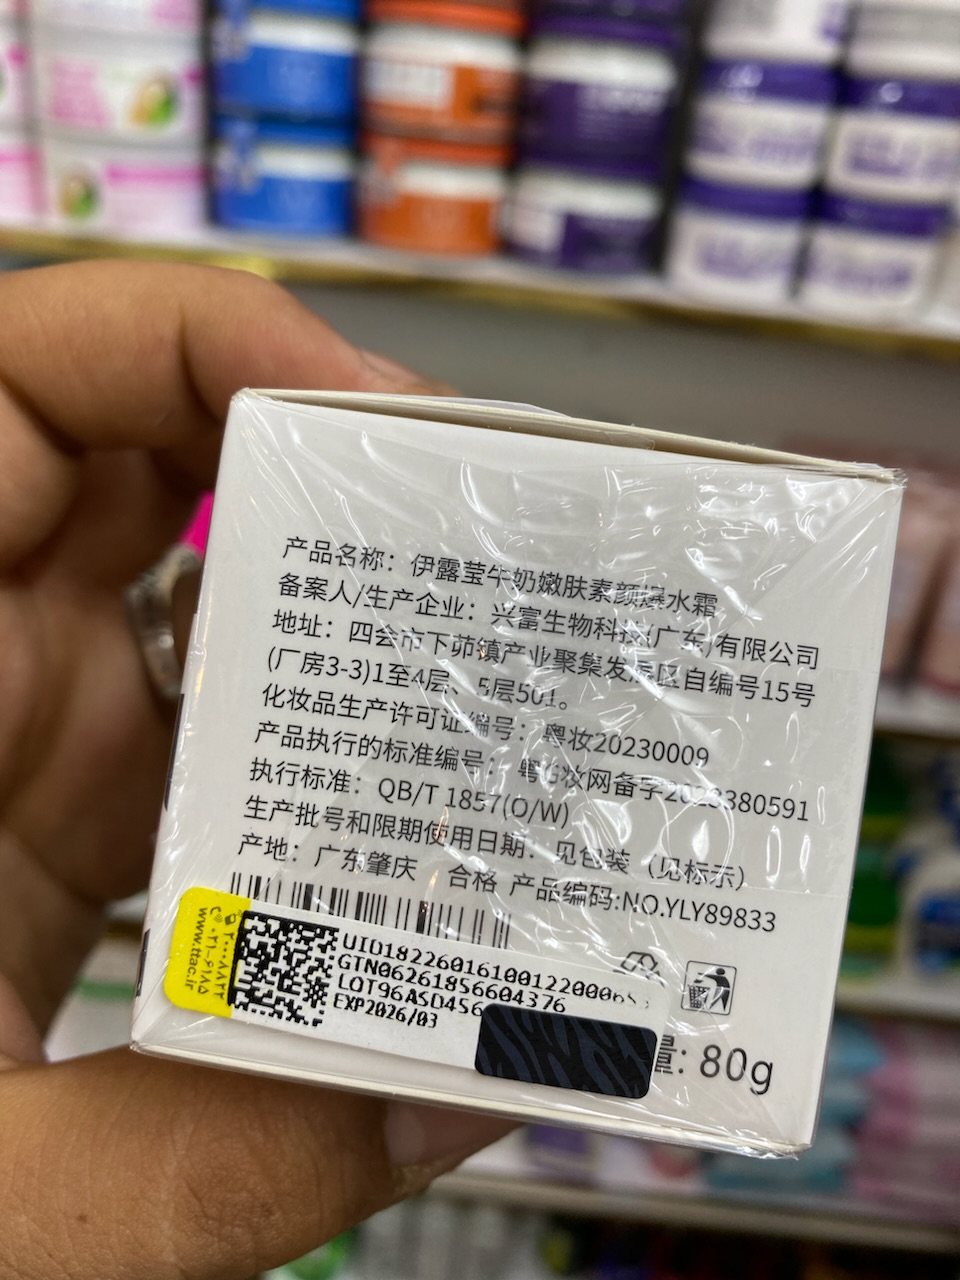 产品名称：伊露莹牛奶嫩肤素颜爆水霜
备案人/生产企业：兴富生物科技(广东)有限公司
地址：四会市下茆镇产业聚集发展区自编号15号
(厂房3-3)1至4层、5层501。
化妆品生产许可证编号：粤妆20230009
产品执行的标准编号：粤G妆网备字2023380591
执行标准：QB/T 1857(O/W)
生产批号和限期使用日期：见包装（见标示）
产地：广东肇庆 合格 产品编码:NO.YLY89833
UID1822601610012200065
GTN06261856604376
LOT96ASD456
EXP2026/03
۲۰۰۰۸۸۲۲
۰۲۱-۶۱۸۵
www.ttac.ir
量: 80g